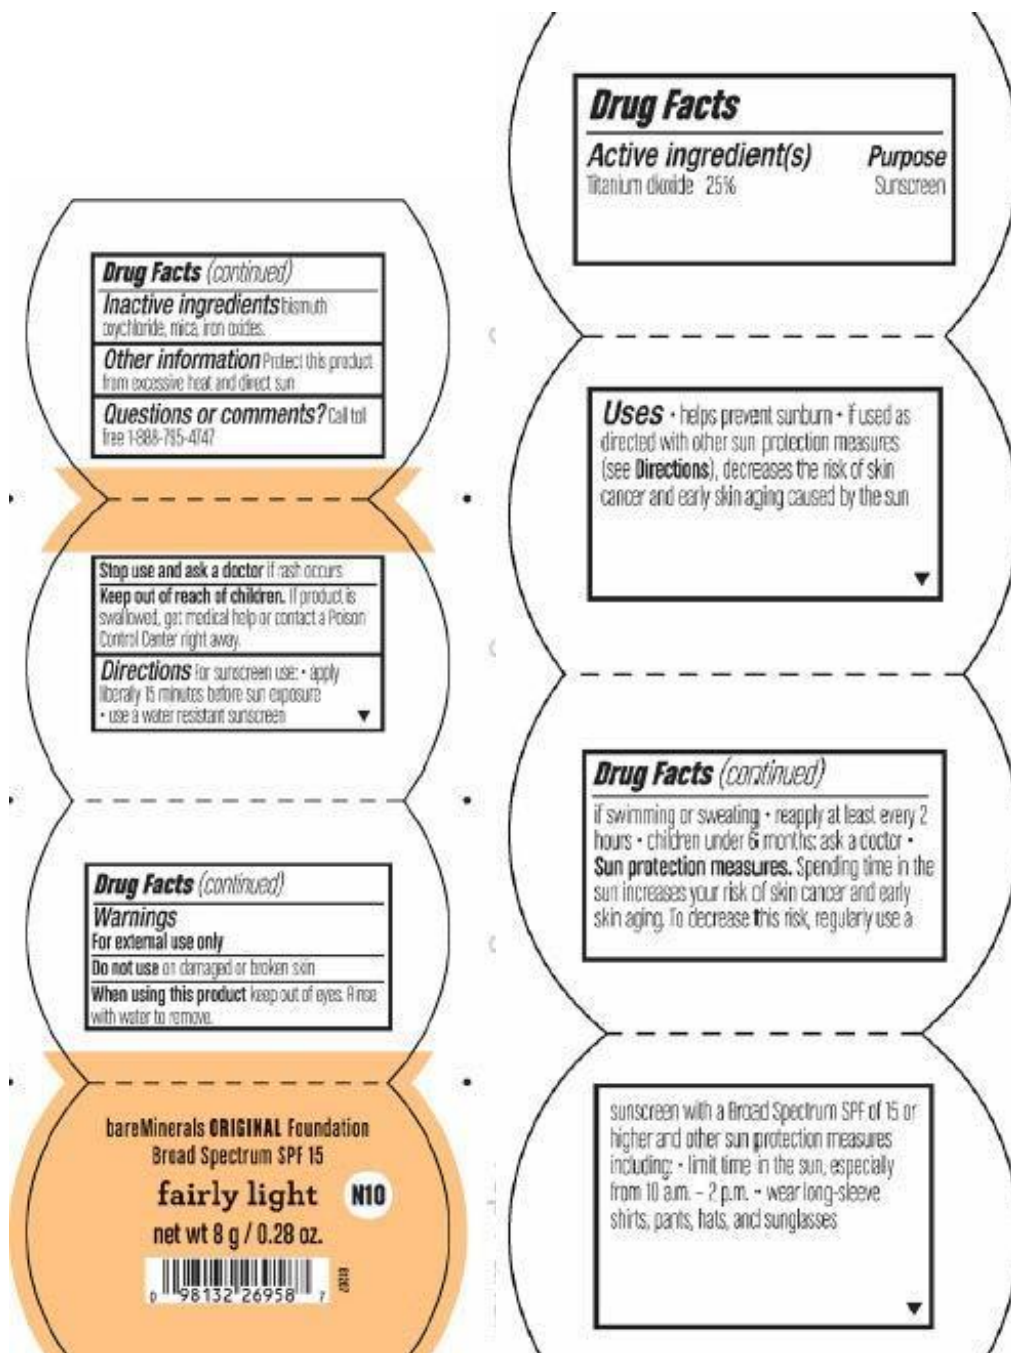 Drug Facts (continued)
Inactive ingredients bismuth
oxychloride, mica, iron oxides.
Other information Protect this product
from excessive heat and direct sun
Questions or comments? Call toll
free 1-888-795-4747
Stop use and ask a doctor if rash occurs
Keep out of reach of children. If product is
swallowed, get medical help or contact a Poison
Control Center right away.
Directions For sunscreen use: • apply
liberally 15 minutes before sun exposure
• use a water resistant sunscreen ▼
Drug Facts (continued)
Warnings
For external use only
Do not use on damaged or broken skin
When using this product keep out of eyes. Rinse
with water to remove.
bareMinerals ORIGINAL Foundation
Broad Spectrum SPF 15
fairly light N10
net wt 8 g / 0.28 oz.
0 98132 26958 7
Drug Facts
Active ingredient(s) Purpose
Titanium dioxide 25% Sunscreen
Uses • helps prevent sunburn • if used as
directed with other sun protection measures
(see Directions), decreases the risk of skin
cancer and early skin aging caused by the sun
▼
Drug Facts (continued)
if swimming or sweating • reapply at least every 2
hours • children under 6 months: ask a doctor •
Sun protection measures. Spending time in the
sun increases your risk of skin cancer and early
skin aging. To decrease this risk, regularly use a
sunscreen with a Broad Spectrum SPF of 15 or
higher and other sun protection measures
including: • limit time in the sun, especially
from 10 a.m. – 2 p.m. • wear long-sleeve
shirts, pants, hats, and sunglasses
▼